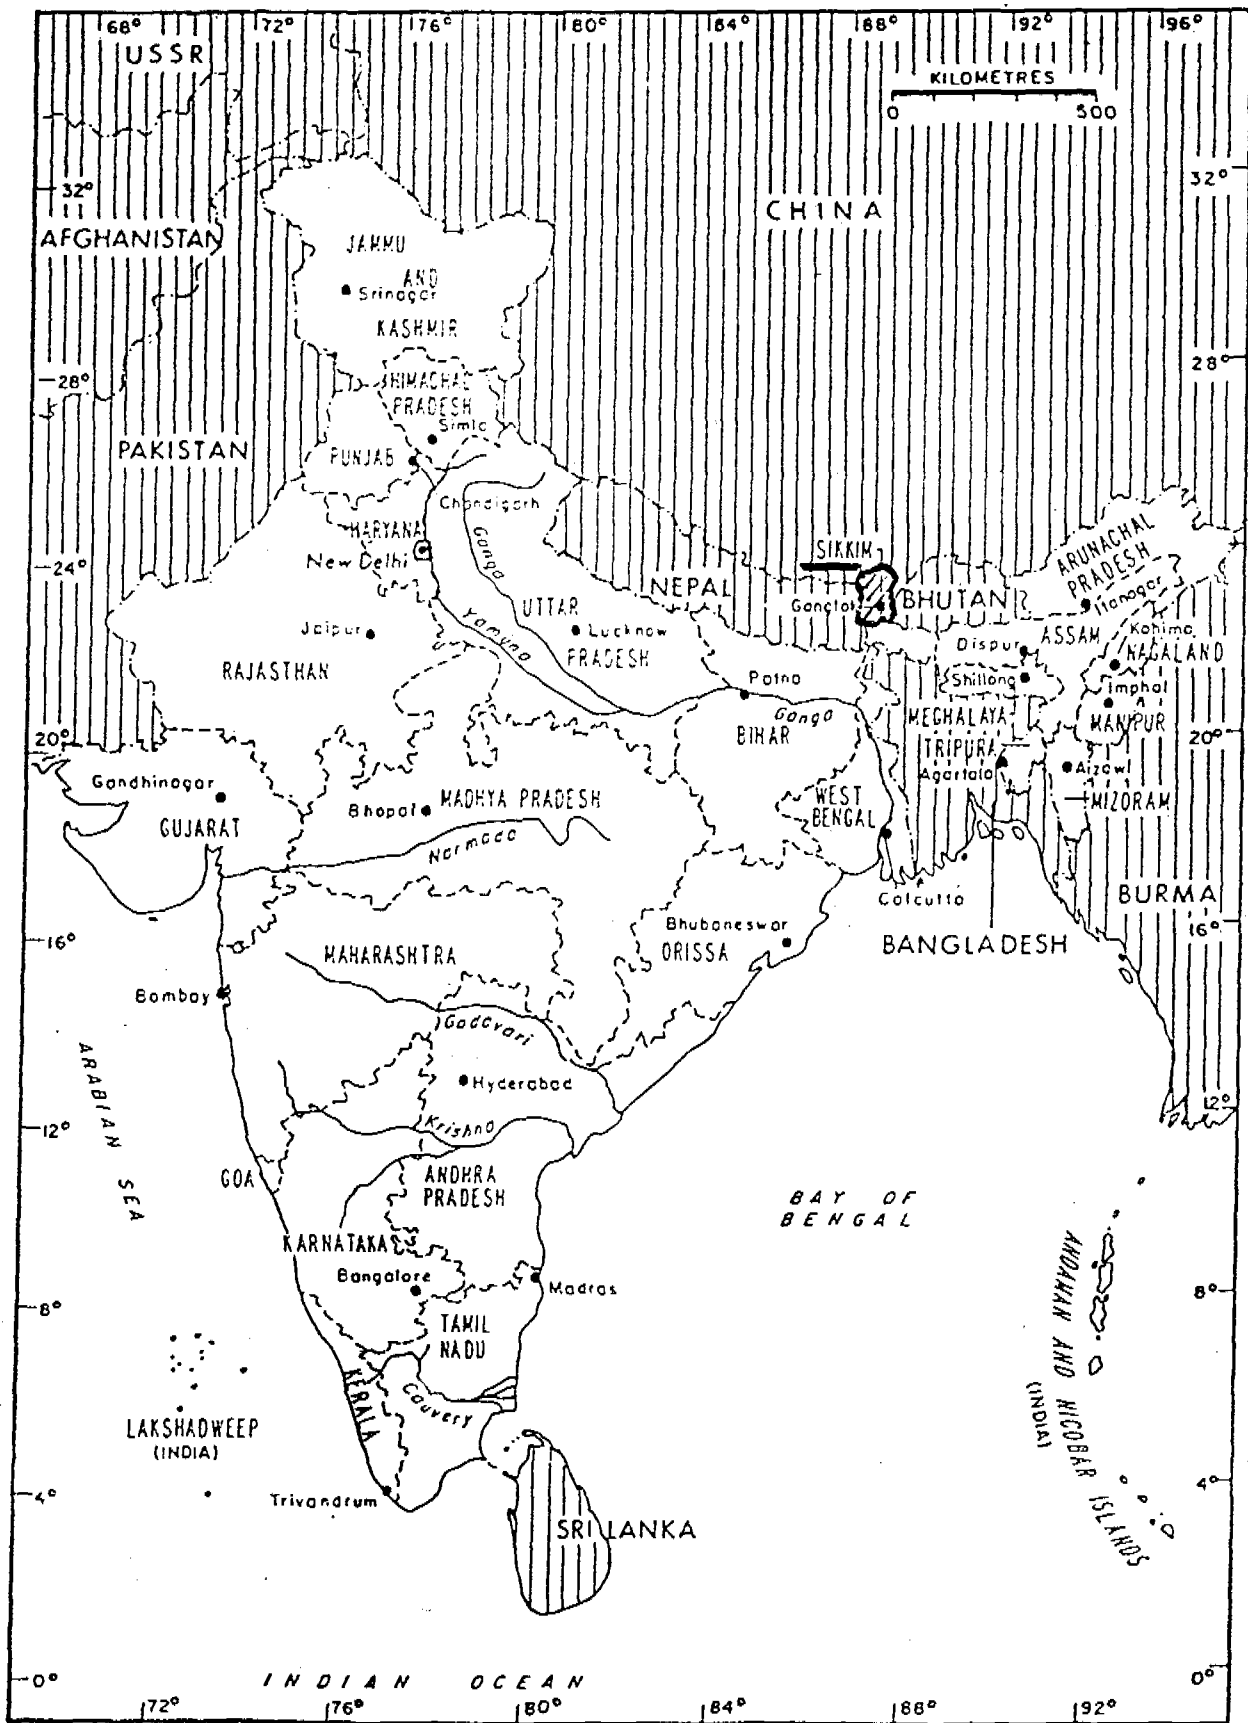 68° 72° 76° 80° 84° 88° 92° 96°
USSR
KILOMETRES
0 500
32° 32°
CHINA
AFGHANISTAN
JAMMU
AND
Srinagar
KASHMIR
28° 28°
HIMACHAL
PRADESH
Simla
PAKISTAN
PUNJAB
Chandigarh
HARYANA
New Delhi
Ganga
24° 24°
SIKKIM
ARUNACHAL
PRADESH
Itanagar
NEPAL
Gangtok
BHUTAN
UTTAR
PRADESH
Lucknow
Yamuna
Jaipur
RAJASTHAN
Dispur
ASSAM
Kohima
NAGALAND
Shillong
Imphal
MEGHALAYA
MANIPUR
Patna
Ganga
BIHAR
20° 20°
TRIPURA
Agartala
Aizawl
MIZORAM
Gandhinagar
GUJARAT
Bhopal
MADHYA PRADESH
Narmada
WEST
BENGAL
Calcutta
BURMA
16° 16°
BANGLADESH
Bhubaneswar
ORISSA
MAHARASHTRA
Bombay
Godavari
ARABIAN SEA
Hyderabad
12° 12°
Krishna
GOA
ANDHRA
PRADESH
BAY OF
BENGAL
KARNATAKA
Bangalore
Madras
8° 8°
ANDAMAN AND NICOBAR ISLANDS
(INDIA)
TAMIL
NADU
KERALA
Cauvery
LAKSHADWEEP
(INDIA)
4° 4°
Trivandrum
SRI LANKA
0° 0°
INDIAN OCEAN
72° 76° 80° 84° 88° 92°